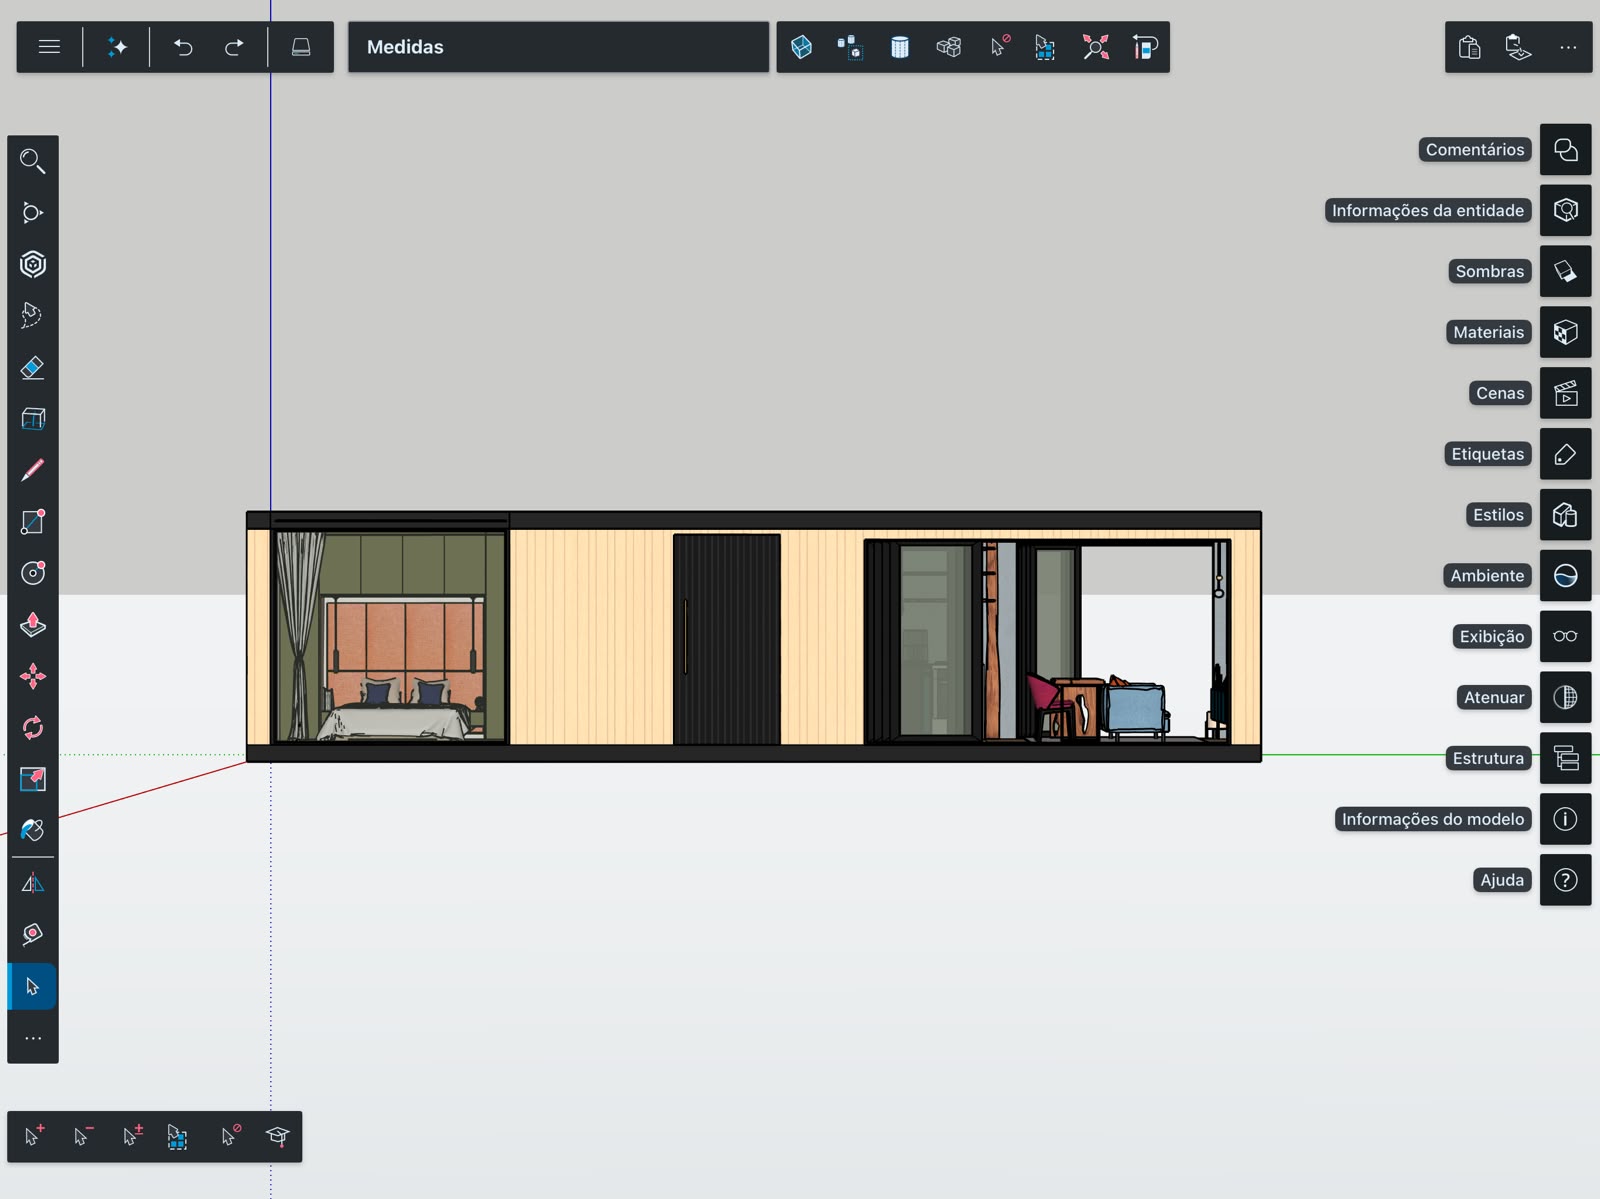 Medidas
Comentários
Informações da entidade
Sombras
Materiais
Cenas
Etiquetas
Estilos
Ambiente
Exibição
Atenuar
Estrutura
Informações do modelo
Ajuda